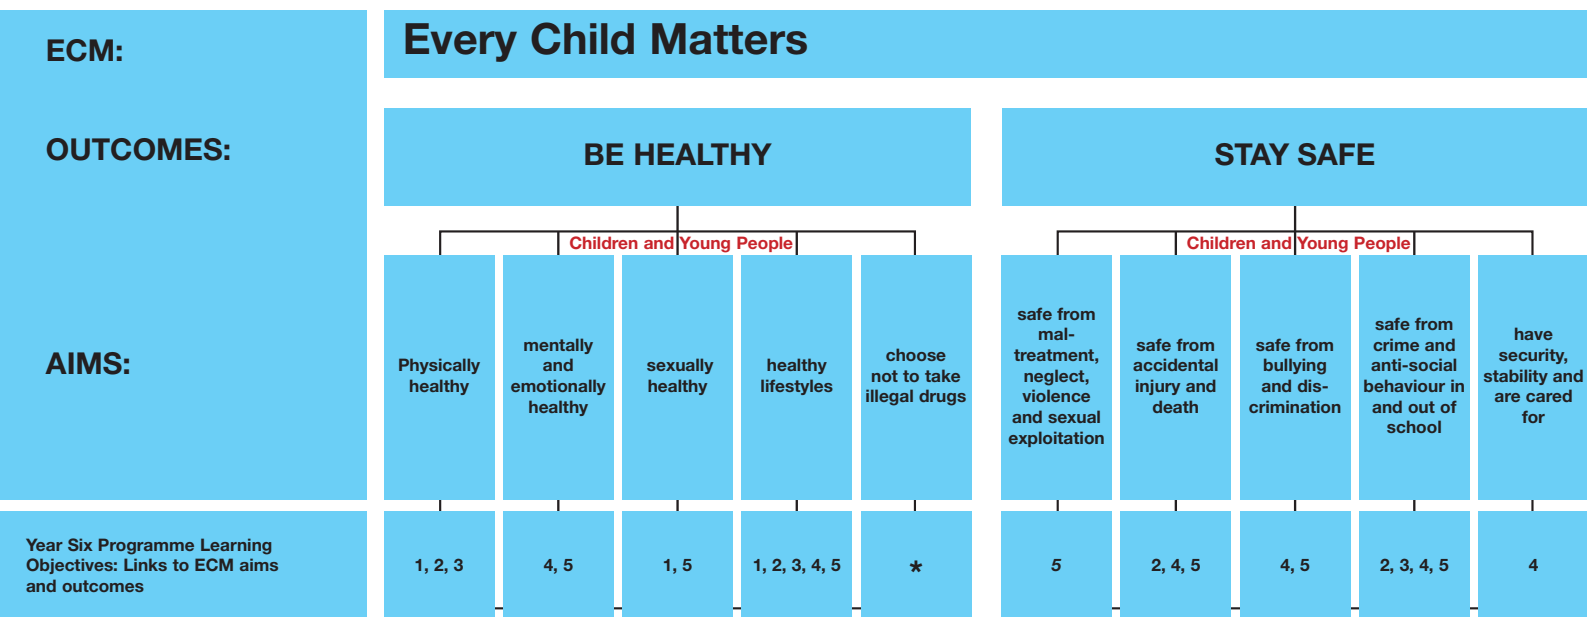 ECM:
Every Child Matters
OUTCOMES:
BE HEALTHY
STAY SAFE
Children and Young People
Children and Young People
AIMS:
Physically
healthy
mentally
and
emotionally
healthy
sexually
healthy
healthy
lifestyles
choose
not to take
illegal drugs
safe from
mal-
treatment,
neglect,
violence
and sexual
exploitation
safe from
accidental
injury and
death
safe from
bullying
and dis-
crimination
safe from
crime and
anti-social
behaviour in
and out of
school
have
security,
stability and
are cared
for
Year Six Programme Learning
Objectives: Links to ECM aims
and outcomes
1, 2, 3
4, 5
1, 5
1, 2, 3, 4, 5
*
5
2, 4, 5
4, 5
2, 3, 4, 5
4